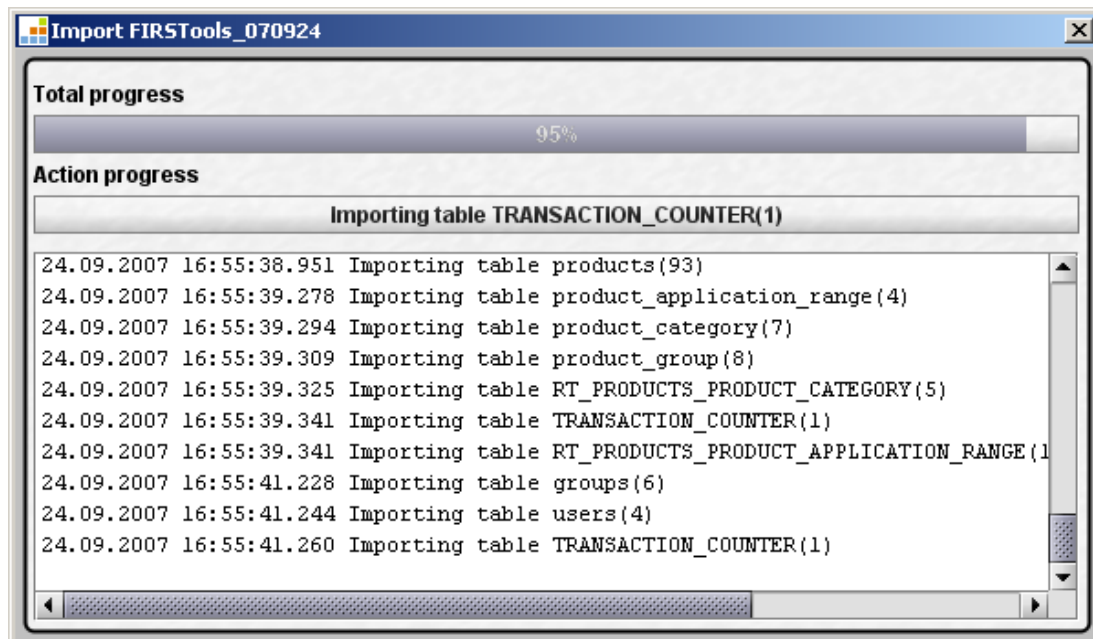 Import FIRSTools_070924
Total progress
95%
Action progress
Importing table TRANSACTION_COUNTER(1)
24.09.2007 16:55:38.951 Importing table products(93)
24.09.2007 16:55:39.278 Importing table product_application_range(4)
24.09.2007 16:55:39.294 Importing table product_category(7)
24.09.2007 16:55:39.309 Importing table product_group(8)
24.09.2007 16:55:39.325 Importing table RT_PRODUCTS_PRODUCT_CATEGORY(5)
24.09.2007 16:55:39.341 Importing table TRANSACTION_COUNTER(1)
24.09.2007 16:55:39.341 Importing table RT_PRODUCTS_PRODUCT_APPLICATION_RANGE(1
24.09.2007 16:55:41.228 Importing table groups(6)
24.09.2007 16:55:41.244 Importing table users(4)
24.09.2007 16:55:41.260 Importing table TRANSACTION_COUNTER(1)